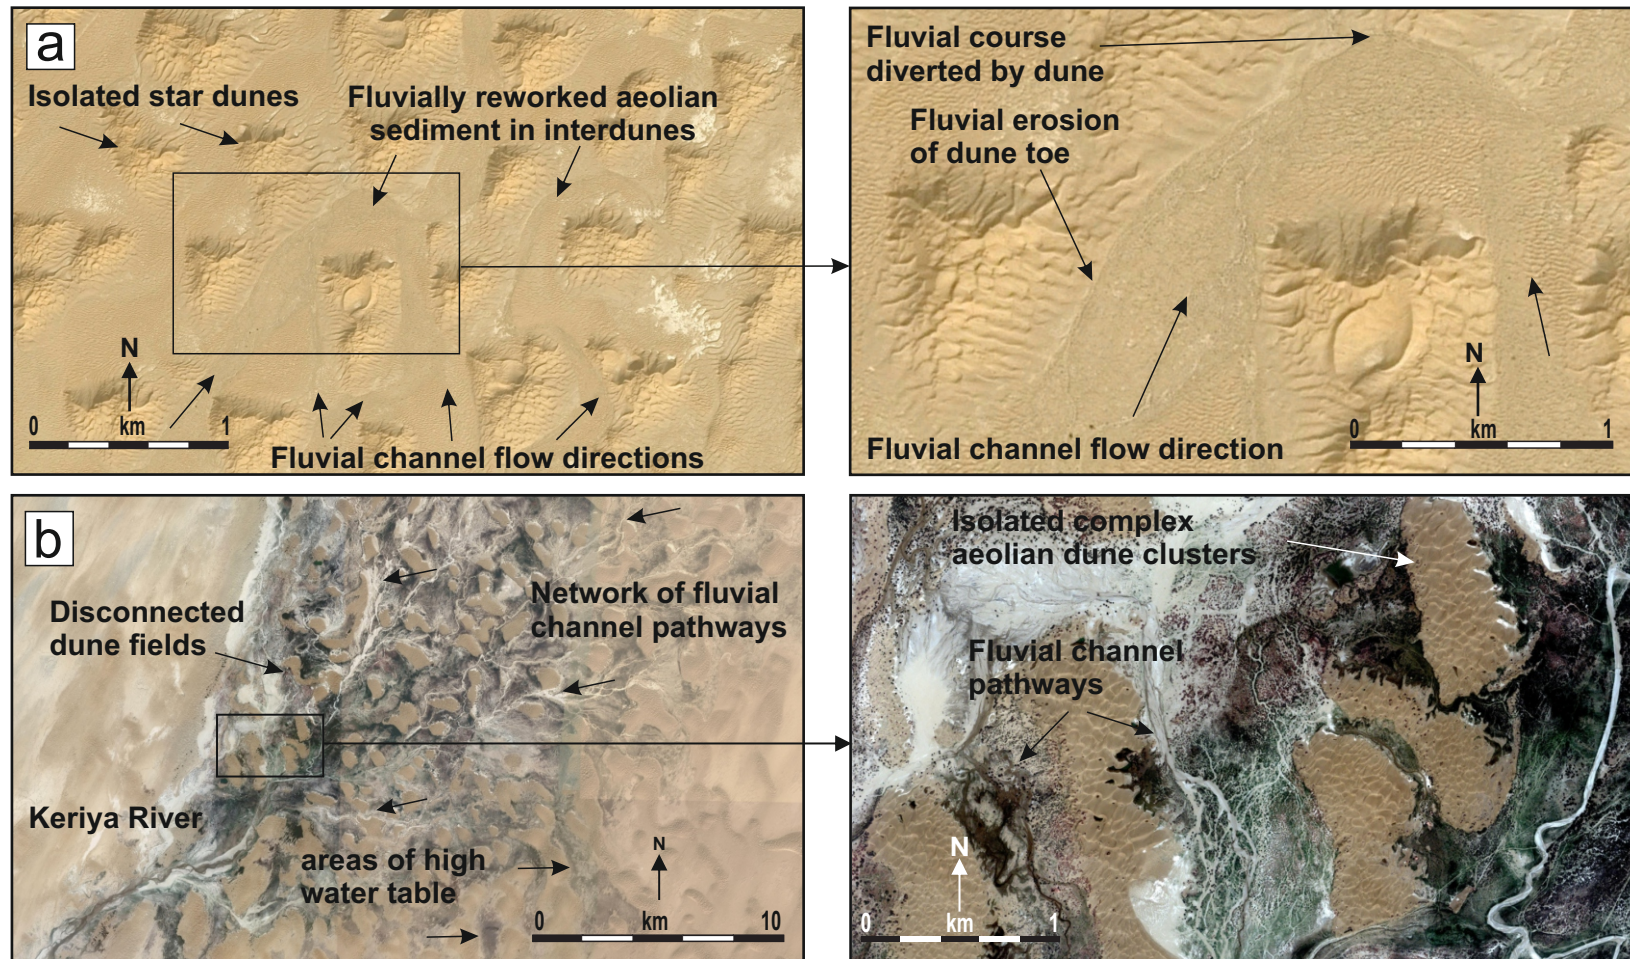 a
Isolated star dunes
Fluvially reworked aeolian
sediment in interdunes
N
0 km 1
Fluvial channel flow directions
Fluvial course
diverted by dune
Fluvial erosion
of dune toe
N
0 km 1
Fluvial channel flow direction
b
Disconnected
dune fields
Network of fluvial
channel pathways
Keriya River
areas of high
water table
N
0 km 10
Isolated complex
aeolian dune clusters
Fluvial channel
pathways
N
0 km 1